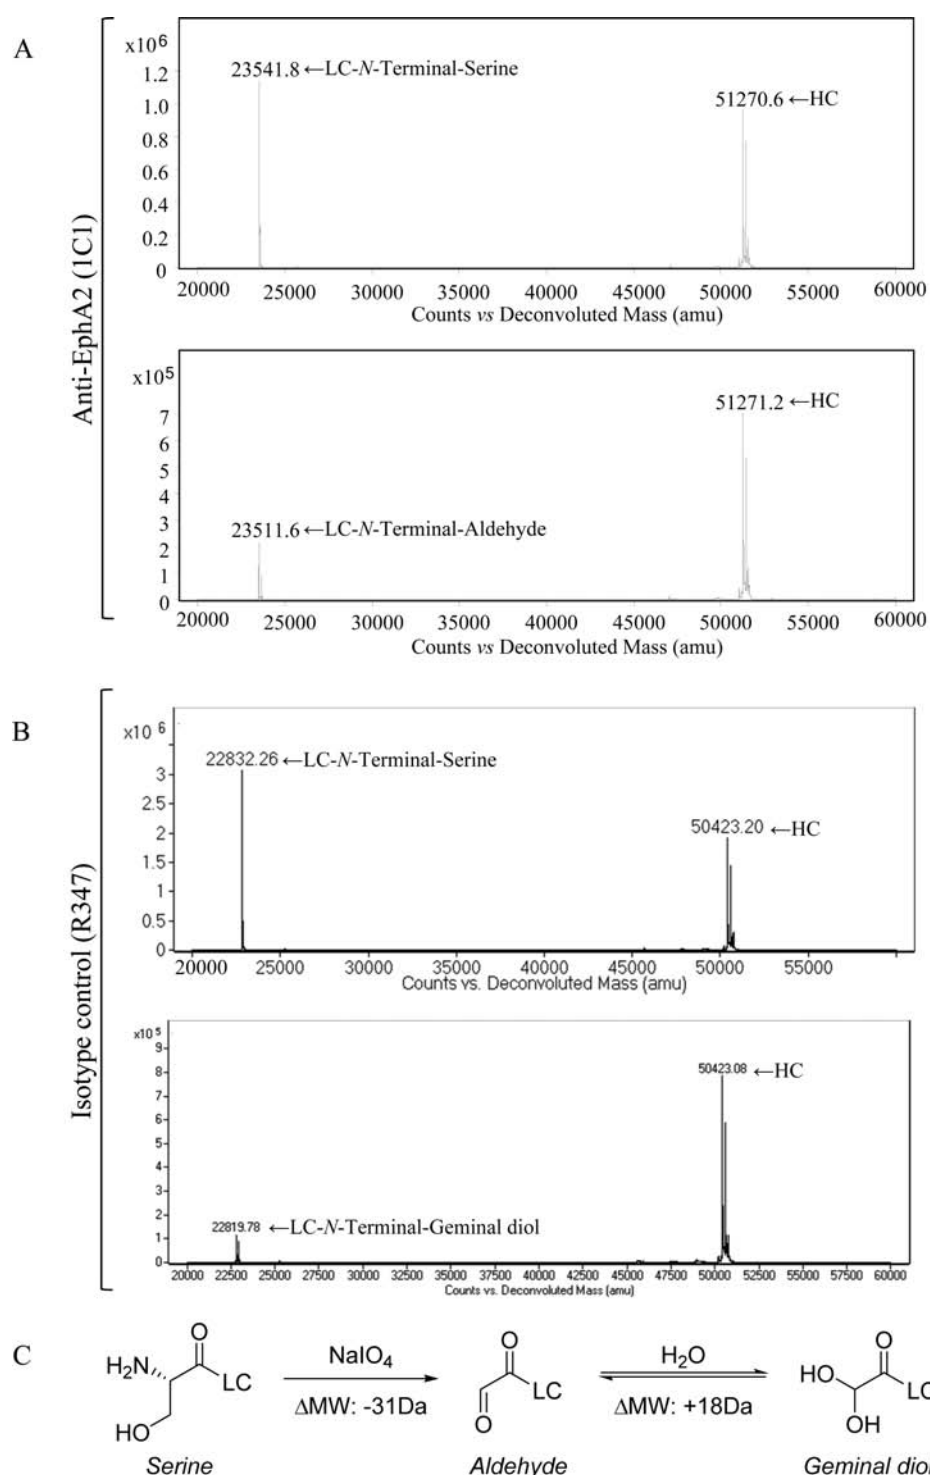 A
Anti-EphA2 (1C1)
x10⁶
23541.8 ←LC-N-Terminal-Serine
51270.6 ←HC
1.2
1.0
0.8
0.6
0.4
0.2
0
20000 25000 30000 35000 40000 45000 50000 55000 60000
Counts vs Deconvoluted Mass (amu)
x10⁵
51271.2 ←HC
7
6
5
4
23511.6 ←LC-N-Terminal-Aldehyde
3
2
1
0
20000 25000 30000 35000 40000 45000 50000 55000 60000
Counts vs Deconvoluted Mass (amu)
B
Isotype control (R347)
x10 ⁶
22832.26 ←LC-N-Terminal-Serine
50423.20 ←HC
3
2.5
2
1.5
1
0.5
0
20000 25000 30000 35000 40000 45000 50000 55000
Counts vs. Deconvoluted Mass (amu)
x10 ⁵
50423.08 ←HC
9
8
7
6
5
4
3
2
22819.78 ←LC-N-Terminal-Geminal diol
1
0
20000 22500 25000 27500 30000 32500 35000 37500 40000 42500 45000 47500 50000 52500 55000 57500 60000
Counts vs. Deconvoluted Mass (amu)
C
H₂N
O
LC
HO
NaIO₄
ΔMW: -31Da
O
LC
O
H₂O
ΔMW: +18Da
HO
O
LC
OH
Serine
Aldehyde
Geminal diol